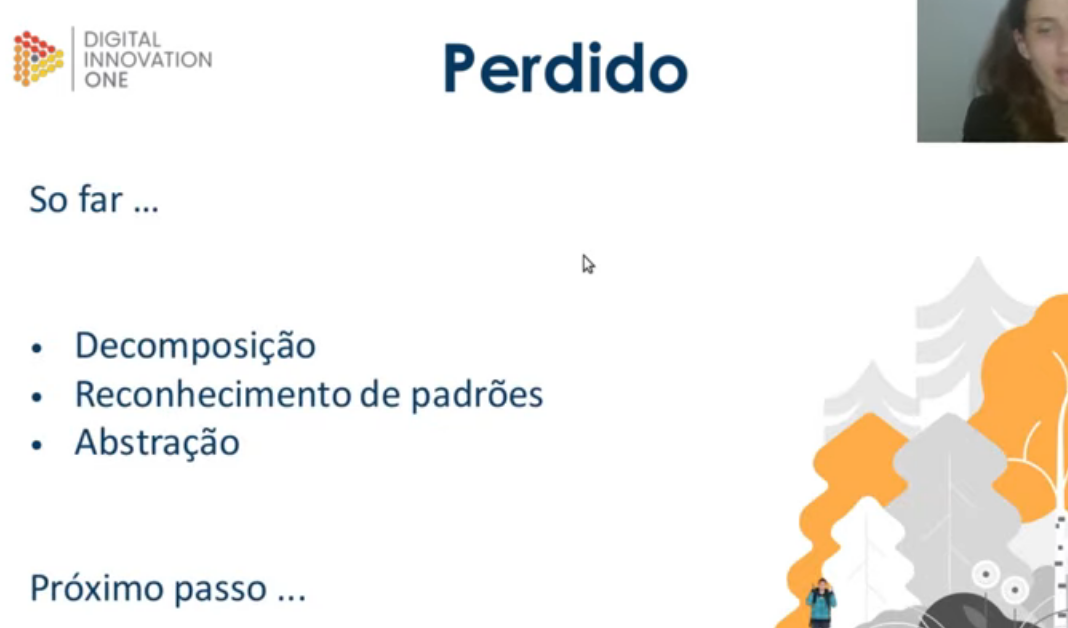 DIGITAL
INNOVATION
ONE
Perdido
So far ...
• Decomposição
• Reconhecimento de padrões
• Abstração
Próximo passo ...